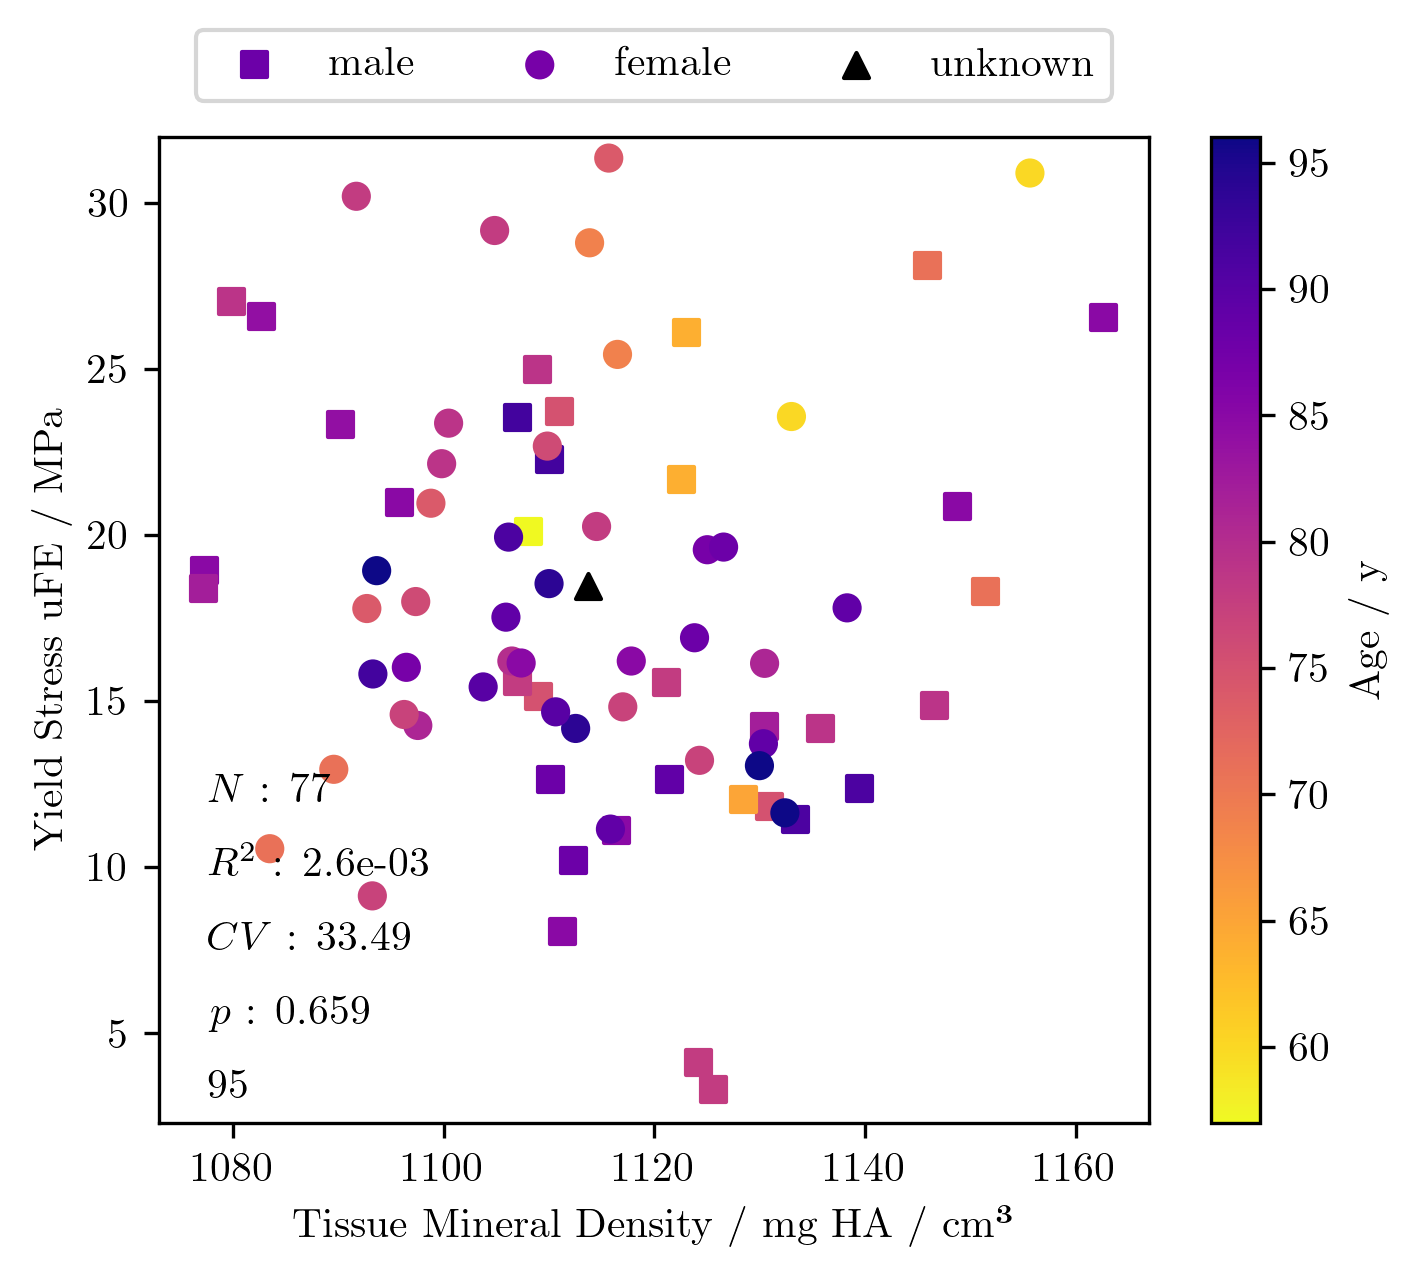 male female unknown
30
25
20
15
10
5
Yield Stress uFE / MPa
N : 77
R² : 2.6e-03
CV : 33.49
p : 0.659
95
1080 1100 1120 1140 1160
Tissue Mineral Density / mg HA / cm³
95
90
85
80
75
70
65
60
Age / y